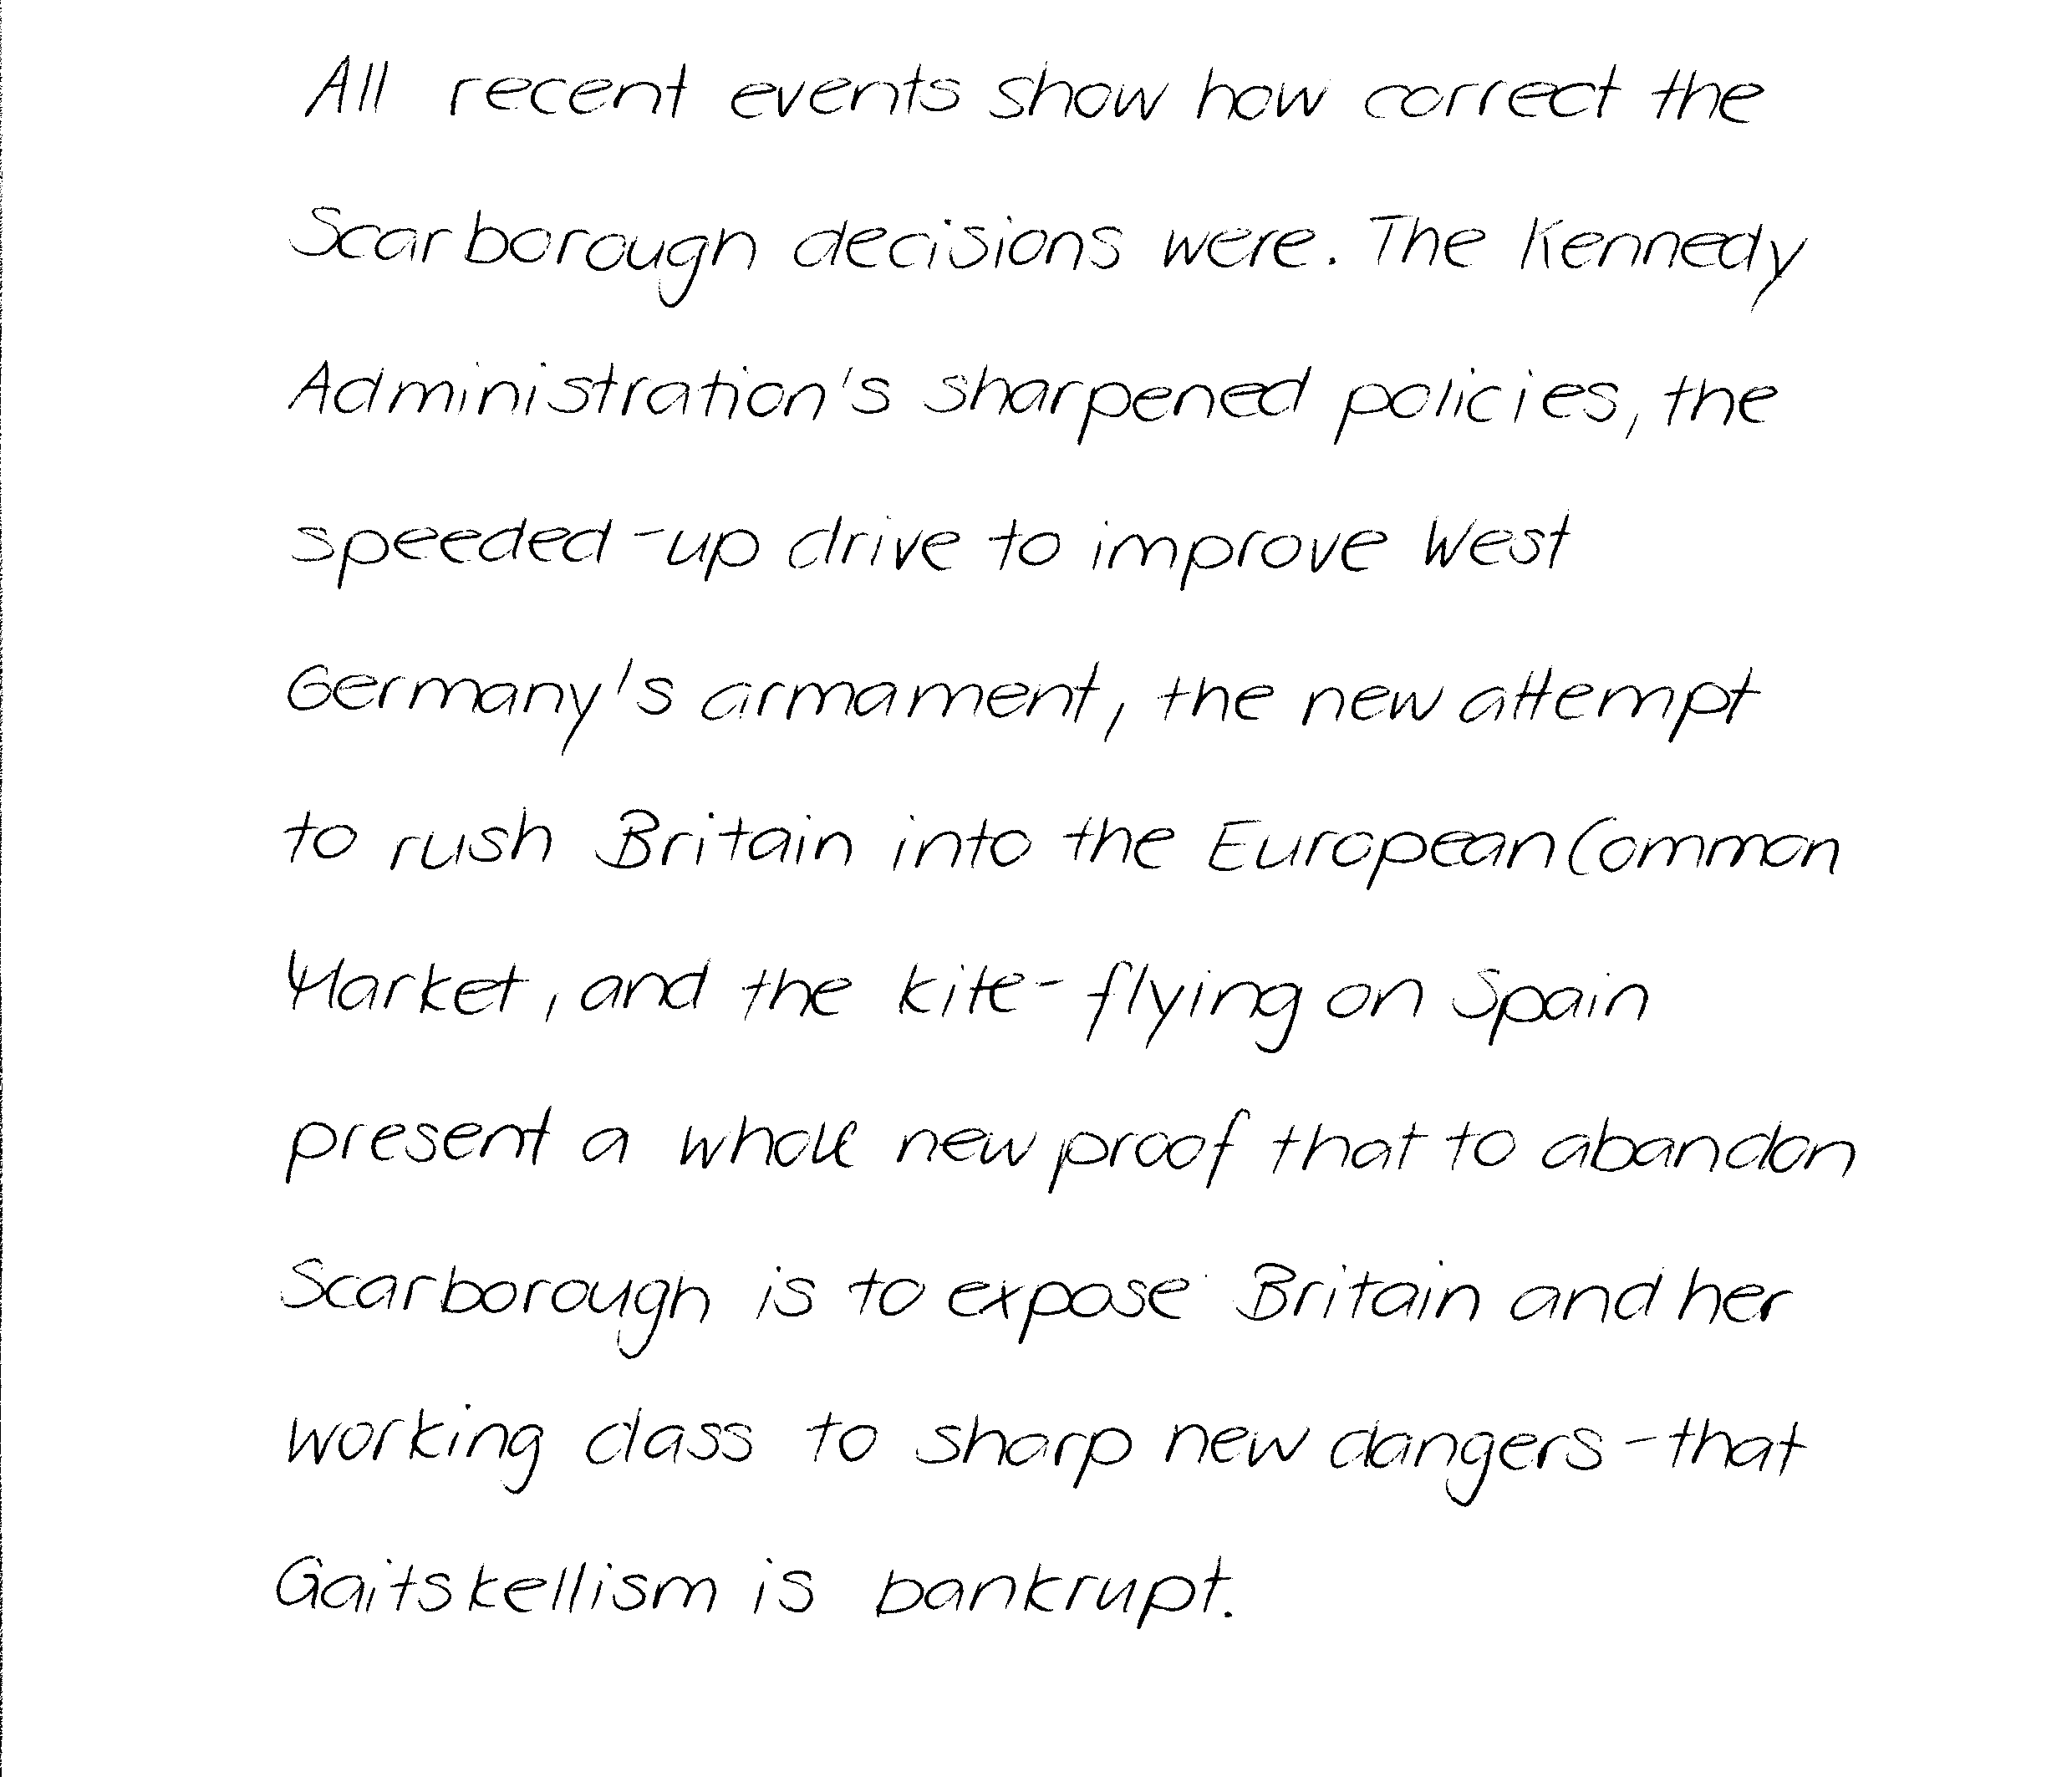 All recent events show how correct the
Scarborough decisions were. The Kennedy
Administration's sharpened policies, the
speeded-up drive to improve West
Germany's armament, the new attempt
to rush Britain into the European Common
Market, and the kite-flying on Spain
present a whole new proof that to abandon
Scarborough is to expose Britain and her
working class to sharp new dangers - that
Gaitskellism is bankrupt.